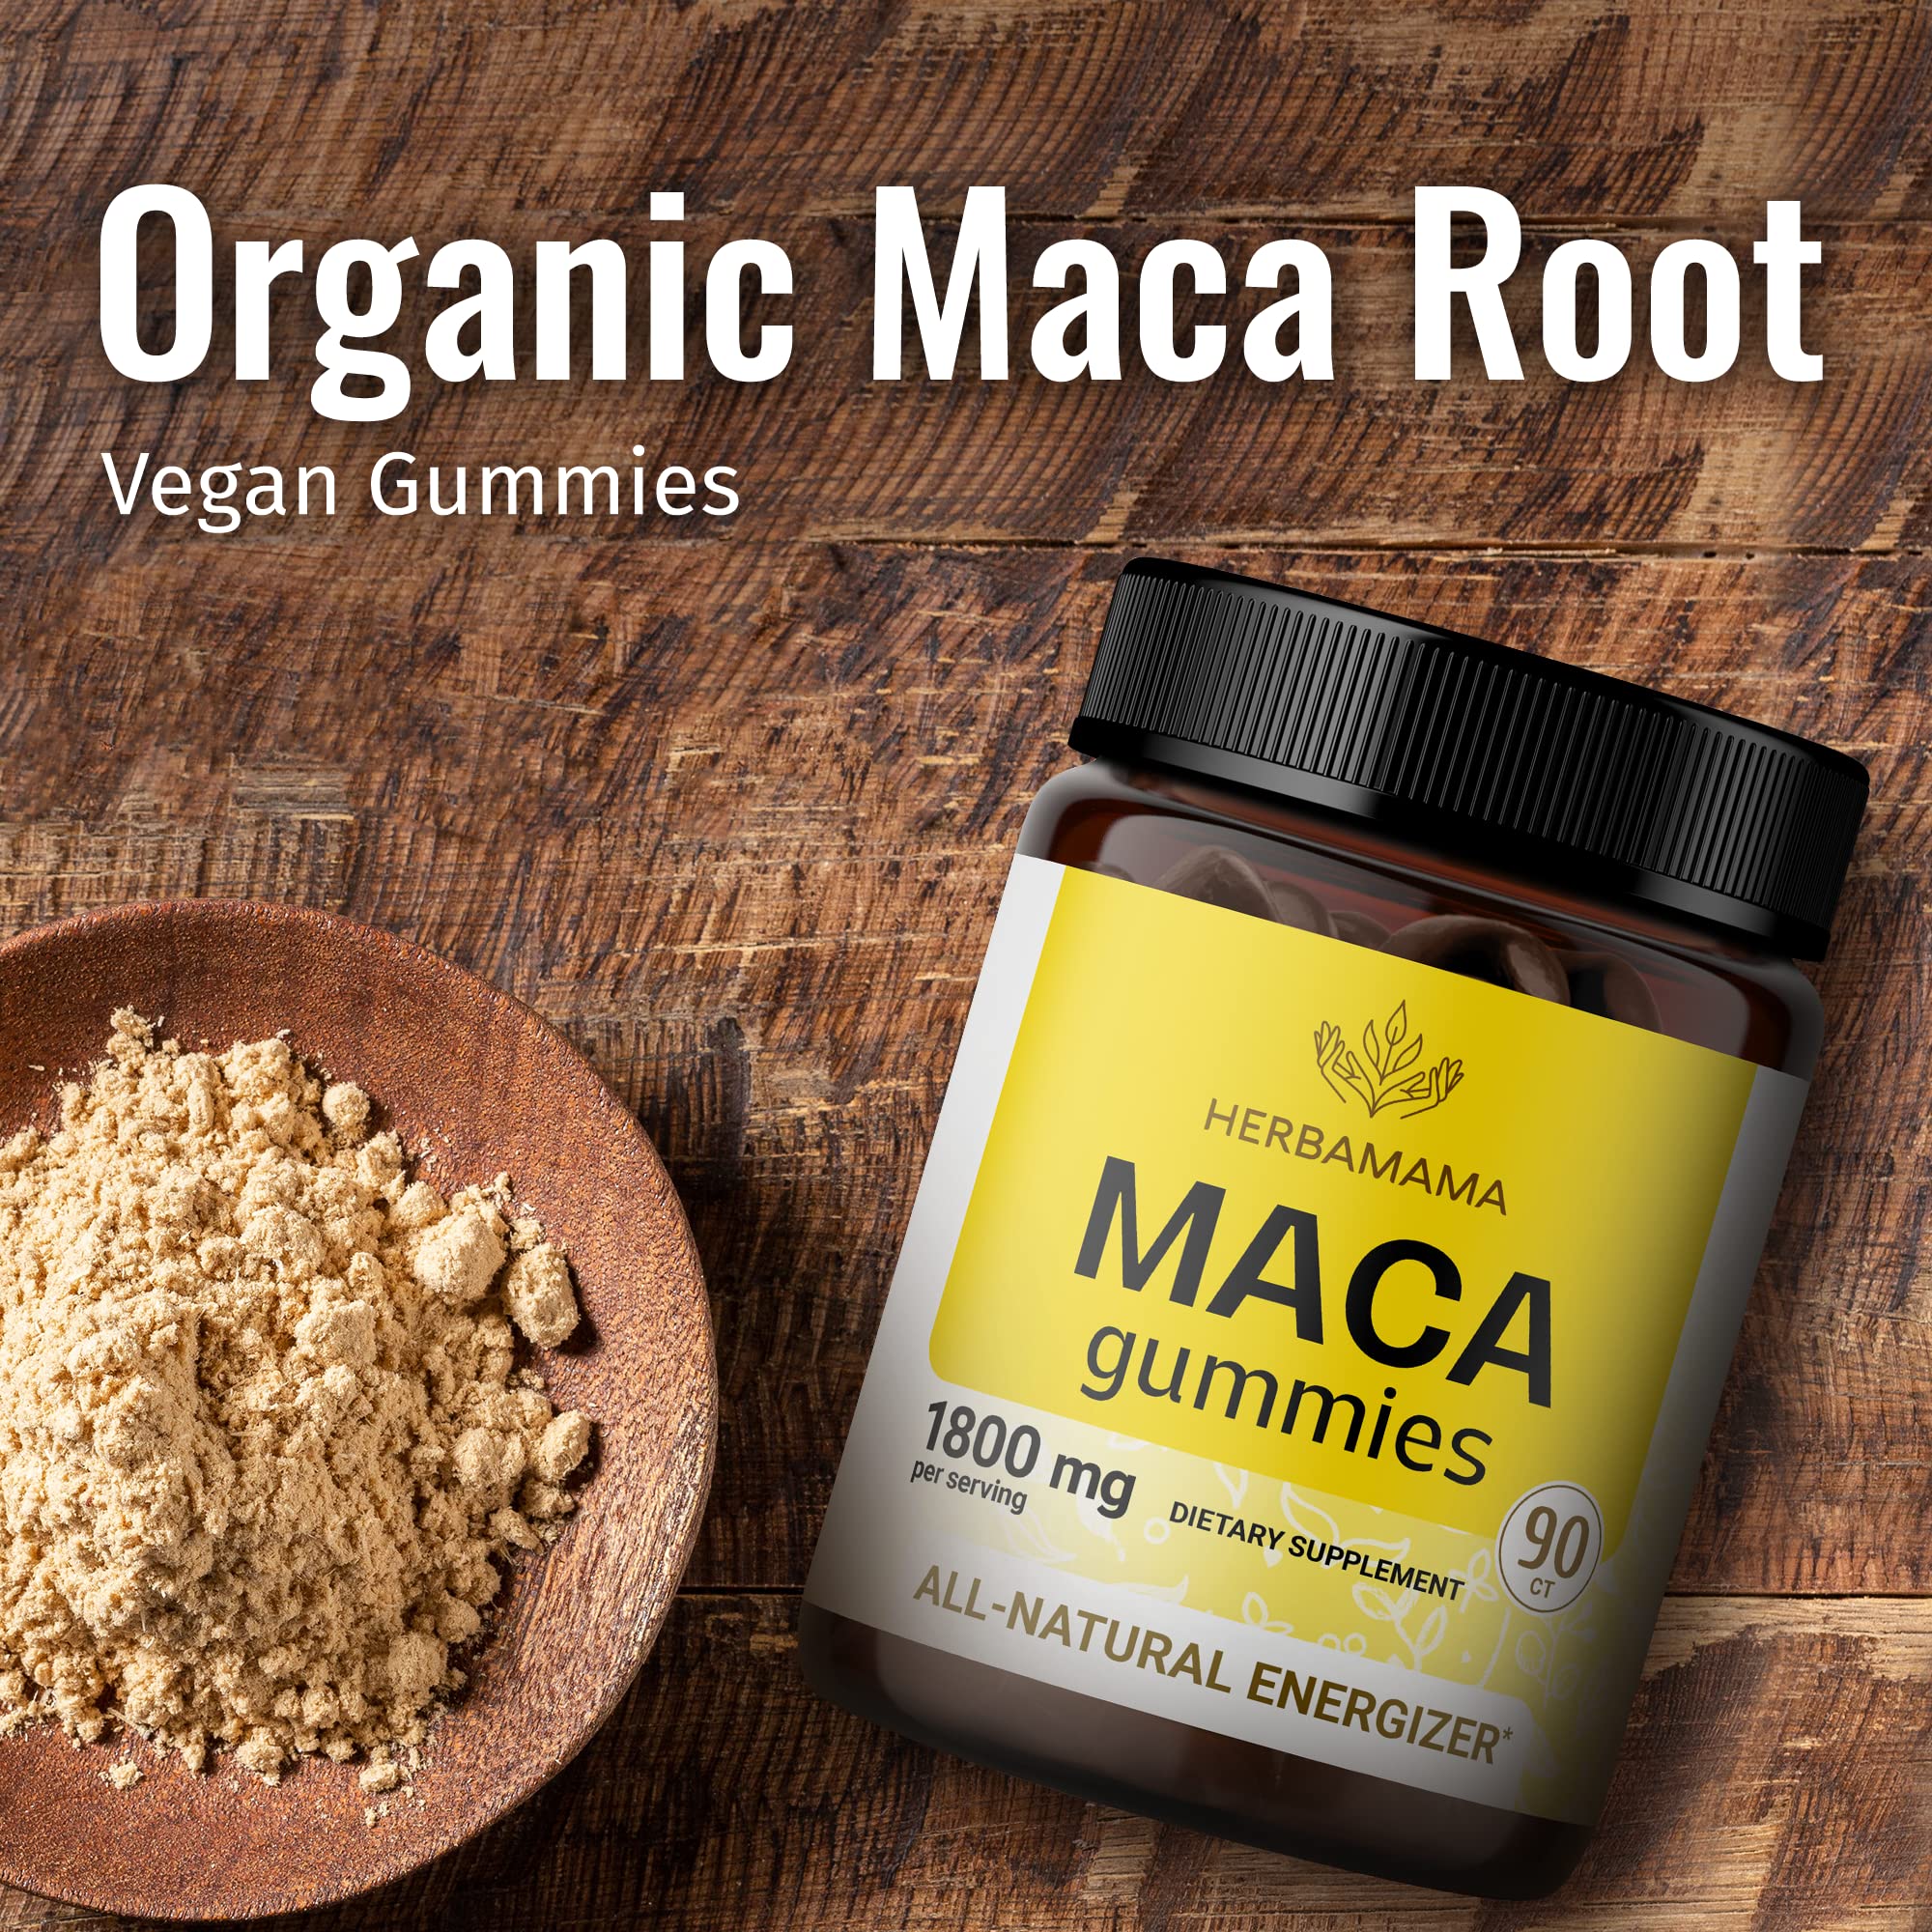 Organic Maca Root
Vegan Gummies
HERBAMAMA
MACA
gummies
1800 mg
per serving
DIETARY SUPPLEMENT
90
CT
ALL-NATURAL ENERGIZER*